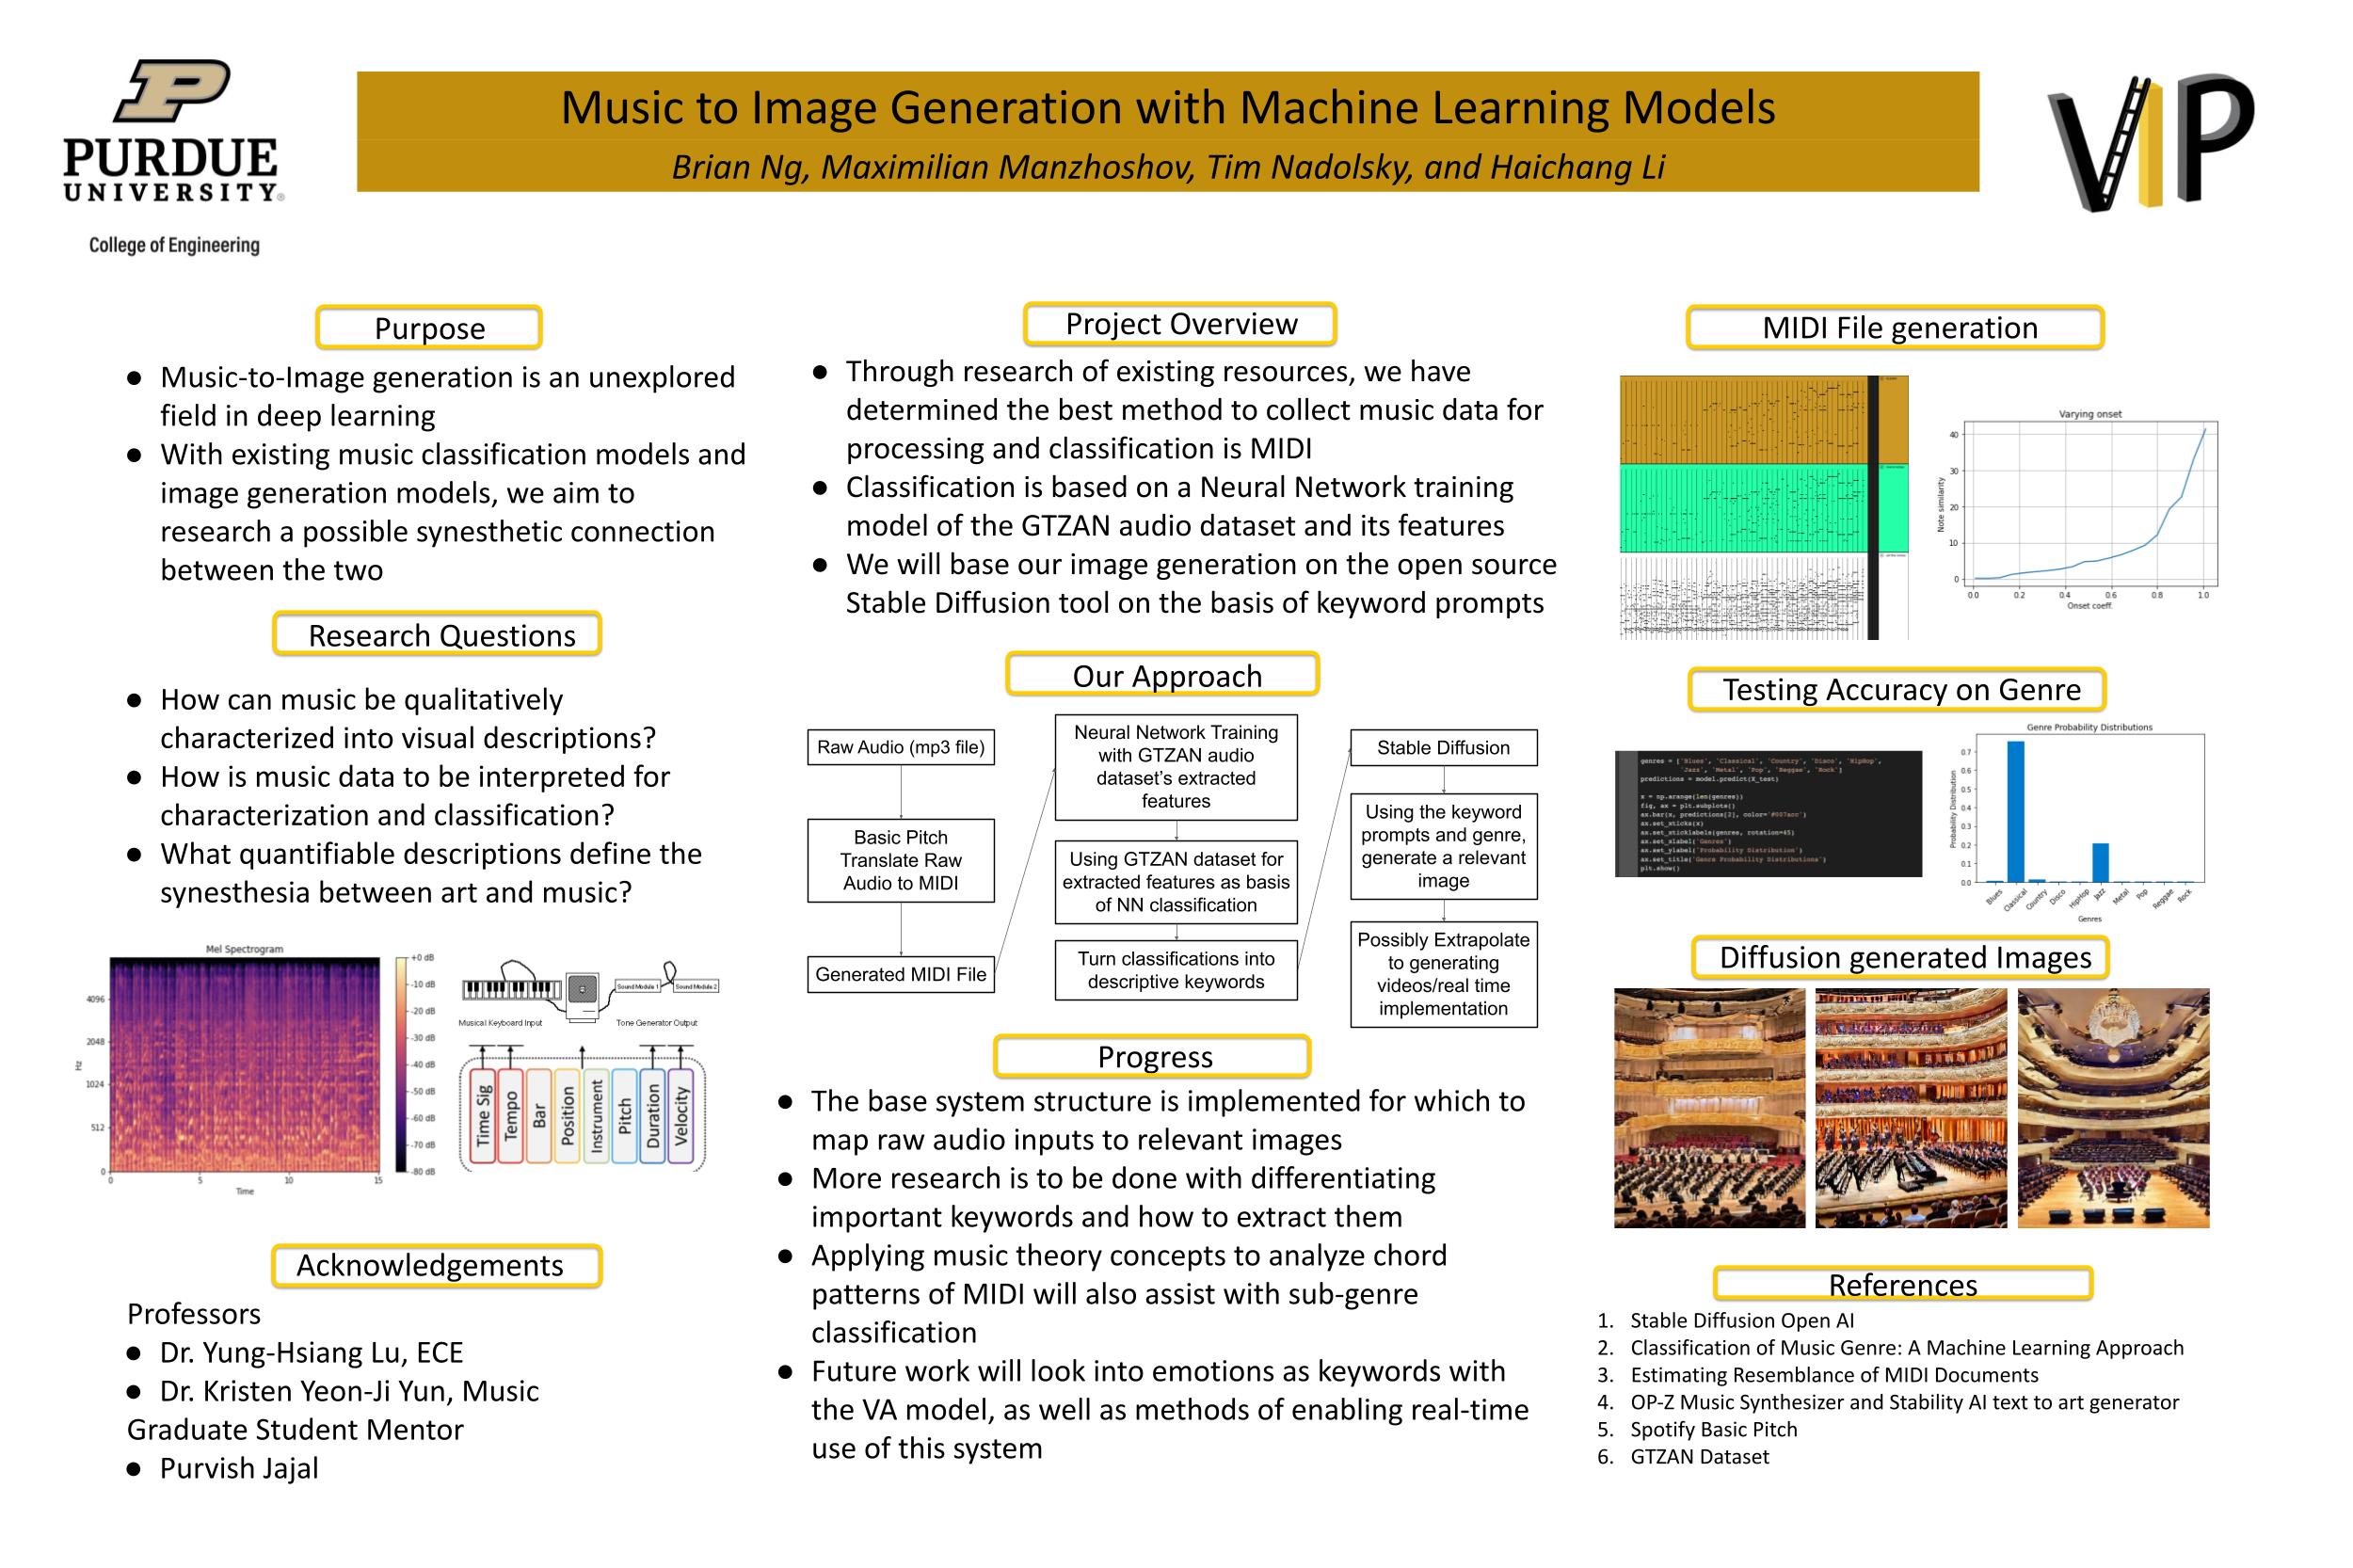 PURDUE
UNIVERSITY®
College of Engineering
Music to Image Generation with Machine Learning Models
Brian Ng, Maximilian Manzhoshov, Tim Nadolsky, and Haichang Li
VIP
Purpose
● Music-to-Image generation is an unexplored
field in deep learning
● With existing music classification models and
image generation models, we aim to
research a possible synesthetic connection
between the two
Research Questions
● How can music be qualitatively
characterized into visual descriptions?
● How is music data to be interpreted for
characterization and classification?
● What quantifiable descriptions define the
synesthesia between art and music?
Mel Spectrogram
Hz
4096
2048
1024
512
0
0 5 10 15
Time
+0 dB
-10 dB
-20 dB
-30 dB
-40 dB
-50 dB
-60 dB
-70 dB
-80 dB
Sound Module 1
Sound Module 2
Musical Keyboard Input
Tone Generator Output
Time Sig
Tempo
Bar
Position
Instrument
Pitch
Duration
Velocity
Acknowledgements
Professors
● Dr. Yung-Hsiang Lu, ECE
● Dr. Kristen Yeon-Ji Yun, Music
Graduate Student Mentor
● Purvish Jajal
Project Overview
● Through research of existing resources, we have
determined the best method to collect music data for
processing and classification is MIDI
● Classification is based on a Neural Network training
model of the GTZAN audio dataset and its features
● We will base our image generation on the open source
Stable Diffusion tool on the basis of keyword prompts
Our Approach
Raw Audio (mp3 file)
Basic Pitch
Translate Raw
Audio to MIDI
Generated MIDI File
Neural Network Training
with GTZAN audio
dataset's extracted
features
Using GTZAN dataset for
extracted features as basis
of NN classification
Turn classifications into
descriptive keywords
Stable Diffusion
Using the keyword
prompts and genre,
generate a relevant
image
Possibly Extrapolate
to generating
videos/real time
implementation
Progress
● The base system structure is implemented for which to
map raw audio inputs to relevant images
● More research is to be done with differentiating
important keywords and how to extract them
● Applying music theory concepts to analyze chord
patterns of MIDI will also assist with sub-genre
classification
● Future work will look into emotions as keywords with
the VA model, as well as methods of enabling real-time
use of this system
MIDI File generation
Varying onset
Note similarity
40
30
20
10
0
0.0 0.2 0.4 0.6 0.8 1.0
Onset coeff.
Testing Accuracy on Genre
genres = ['Blues', 'Classical', 'Country', 'Disco', 'HipHop',
'Jazz', 'Metal', 'Pop', 'Reggae', 'Rock']
predictions = model.predict(X_test)
x = np.arange(len(genres))
fig, ax = plt.subplots()
ax.bar(x, predictions[2], color='#007acc')
ax.set_xticks(x)
ax.set_xticklabels(genres, rotation=45)
ax.set_xlabel('Genres')
ax.set_ylabel('Probability Distribution')
ax.set_title('Genre Probability Distributions')
plt.show()
Genre Probability Distributions
Probability Distribution
0.7
0.6
0.5
0.4
0.3
0.2
0.1
0.0
Blues Classical Country Disco HipHop Jazz Metal Pop Reggae Rock
Genres
Diffusion generated Images
References
1. Stable Diffusion Open AI
2. Classification of Music Genre: A Machine Learning Approach
3. Estimating Resemblance of MIDI Documents
4. OP-Z Music Synthesizer and Stability AI text to art generator
5. Spotify Basic Pitch
6. GTZAN Dataset